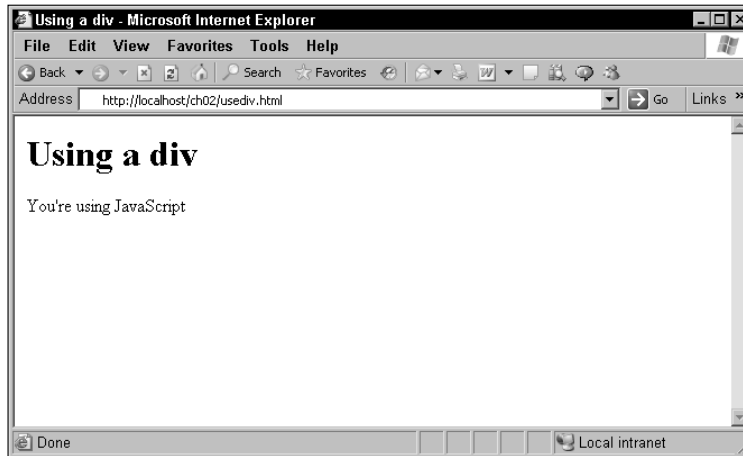 Using a div - Microsoft Internet Explorer
File Edit View Favorites Tools Help
Back Search Favorites
Address http://localhost/ch02/usediv.html Go Links »
Using a div
You're using JavaScript
Done Local intranet